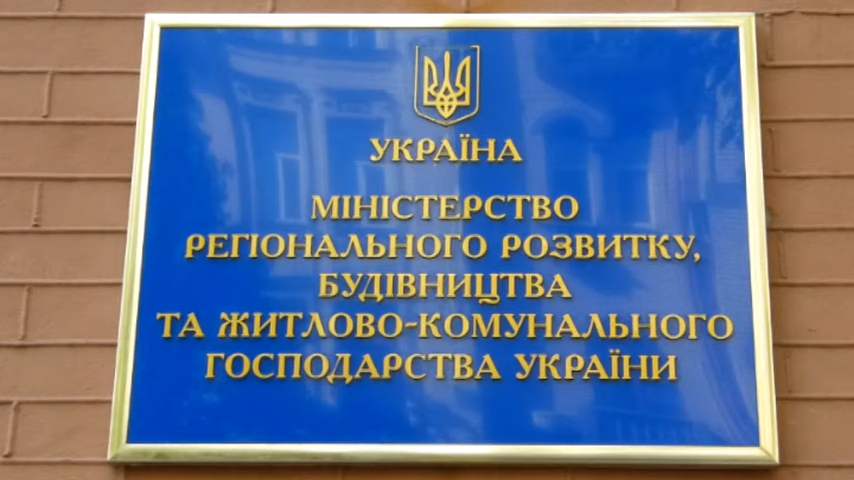 УКРАЇНА
МІНІСТЕРСТВО
РЕГІОНАЛЬНОГО РОЗВИТКУ,
БУДІВНИЦТВА
ТА ЖИТЛОВО-КОМУНАЛЬНОГО
ГОСПОДАРСТВА УКРАЇНИ